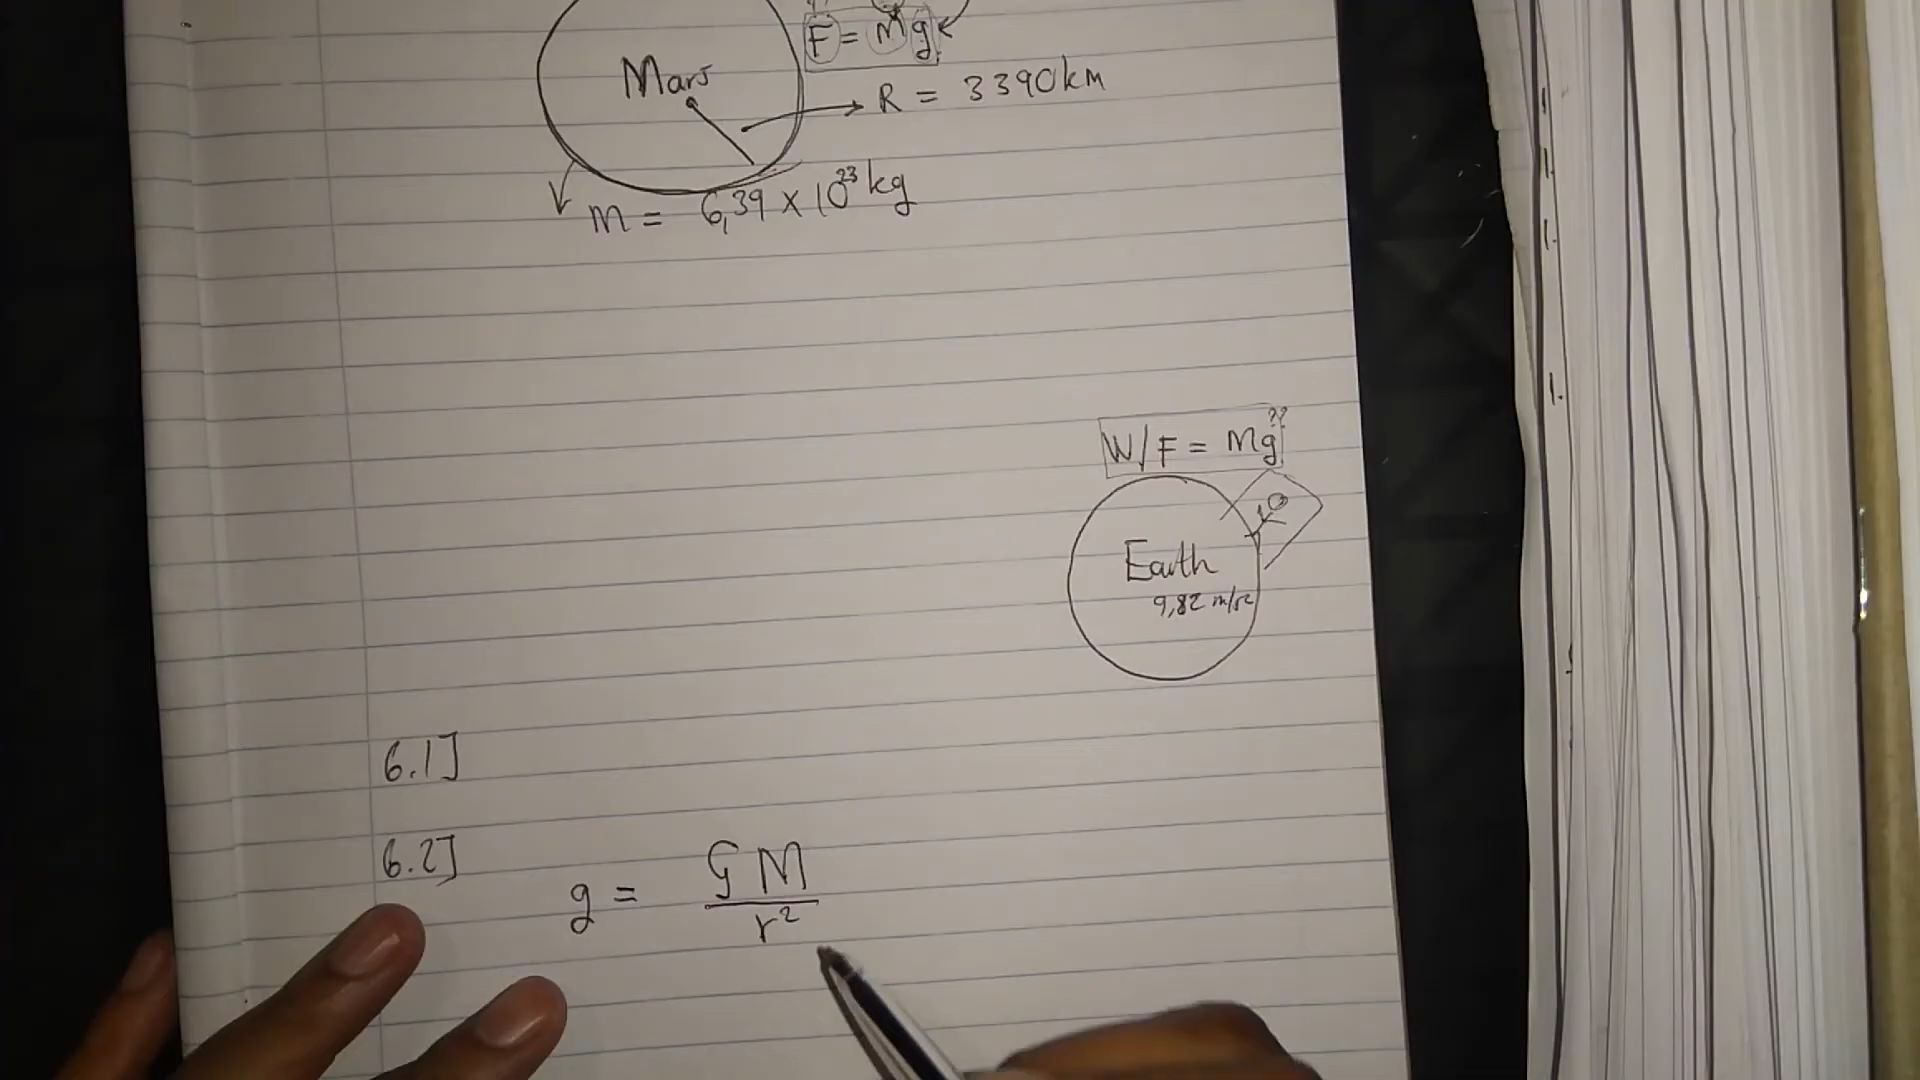 F = mg
Mars
R = 3390km
m = 6,39 × 10²³ kg
??
W/F = Mg
Earth
9,82 m/s²
6.1]
6.2]
g = GM / r²